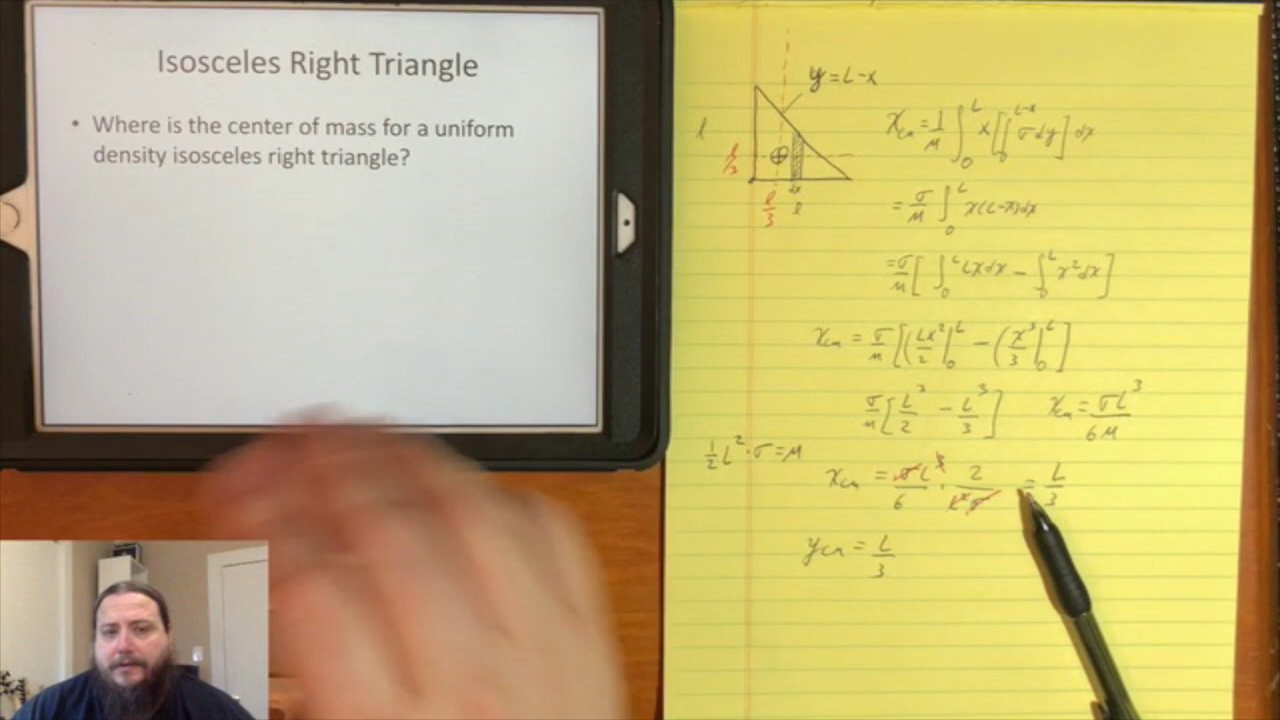 Isosceles Right Triangle
• Where is the center of mass for a uniform
density isosceles right triangle?
y = L-x
l
l/3
dx
l/3
l
x_cm = 1/M ∫_0^L x [∫_0^{L-x} σ dy] dx
= σ/M ∫_0^L x(L-x)dx
= σ/M [ ∫_0^L Lx dx - ∫_0^L x² dx ]
x_cm = σ/M [(Lx²/2 |_0^L - (x³/3 |_0^L ]
σ/M [ L³/2 - L³/3 ] x_cm = σL³/6M
1/2 L² · σ = M
x_cm = σL³/6 · 2/L²σ = L/3
y_cm = L/3